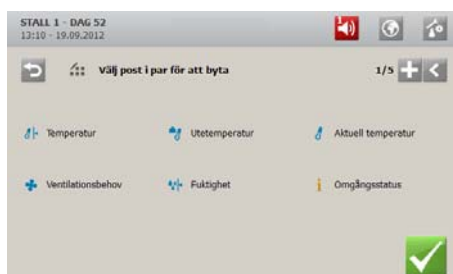 STALL 1 - DAG 52
13:10 - 19.09.2012
1
Välj post i par för att byta
1/5
Temperatur
Utetemperatur
Aktuell temperatur
Ventilationsbehov
Fuktighet
Omgångsstatus